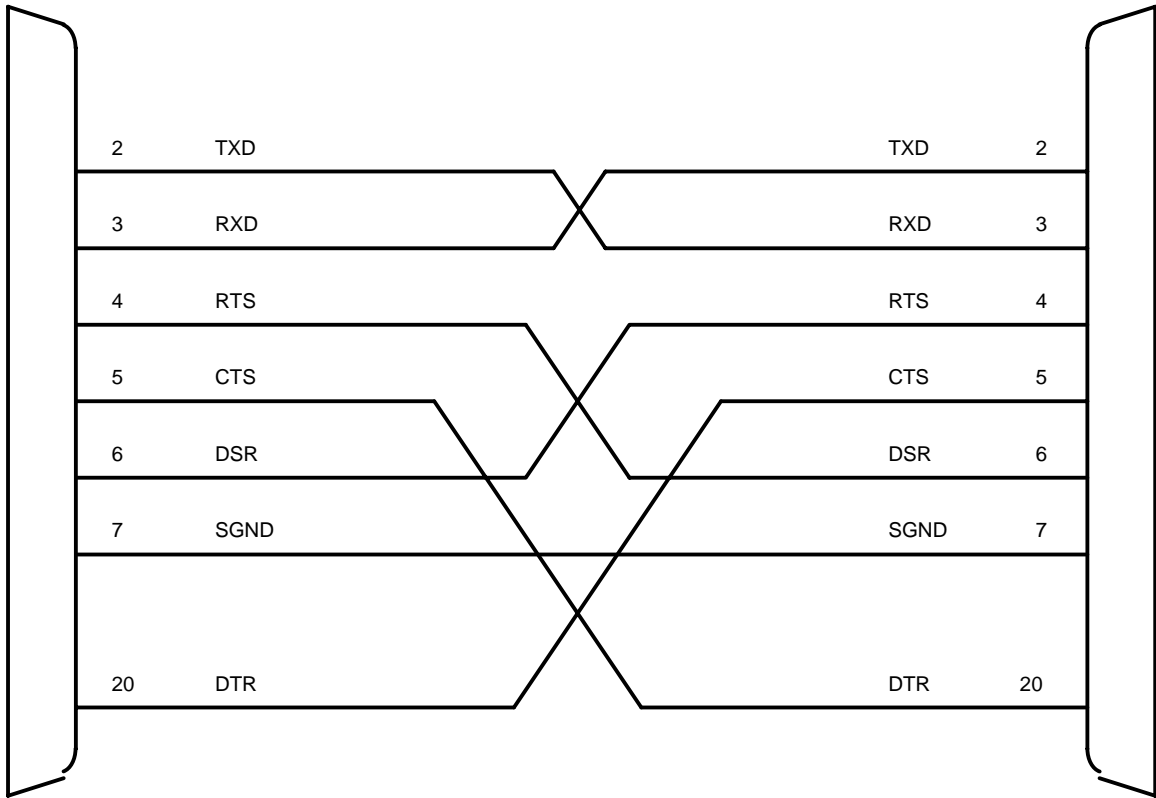 2 TXD TXD 2
3 RXD RXD 3
4 RTS RTS 4
5 CTS CTS 5
6 DSR DSR 6
7 SGND SGND 7
20 DTR DTR 20